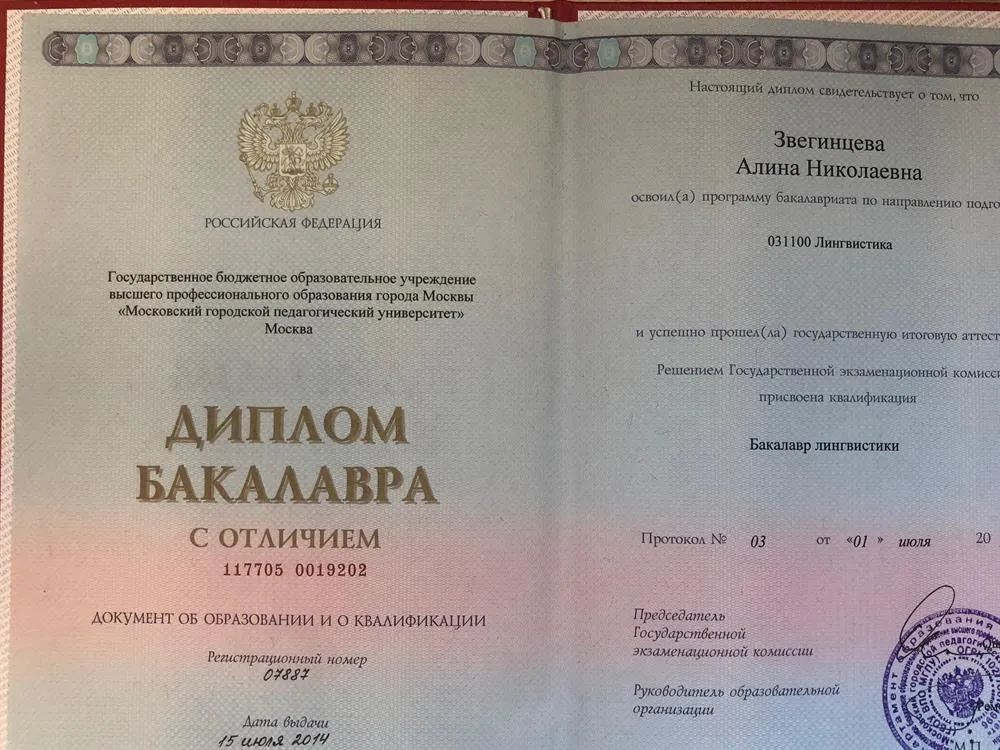 РОССИЙСКАЯ ФЕДЕРАЦИЯ
Государственное бюджетное образовательное учреждение
высшего профессионального образования города Москвы
«Московский городской педагогический университет»
Москва
ДИПЛОМ
БАКАЛАВРА
С ОТЛИЧИЕМ
117705 0019202
ДОКУМЕНТ ОБ ОБРАЗОВАНИИ И О КВАЛИФИКАЦИИ
Регистрационный номер
07887
Дата выдачи
15 июля 2014
Настоящий диплом свидетельствует о том, что
Звегинцева
Алина Николаевна
освоил(а) программу бакалавриата по направлению подго
031100 Лингвистика
и успешно прошел(ла) государственную итоговую аттест
Решением Государственной экзаменационной комисси
присвоена квалификация
Бакалавр лингвистики
Протокол № 03 от «01 » июля 20
Председатель
Государственной
экзаменационной комиссии
Руководитель образовательной
организации
М.П.